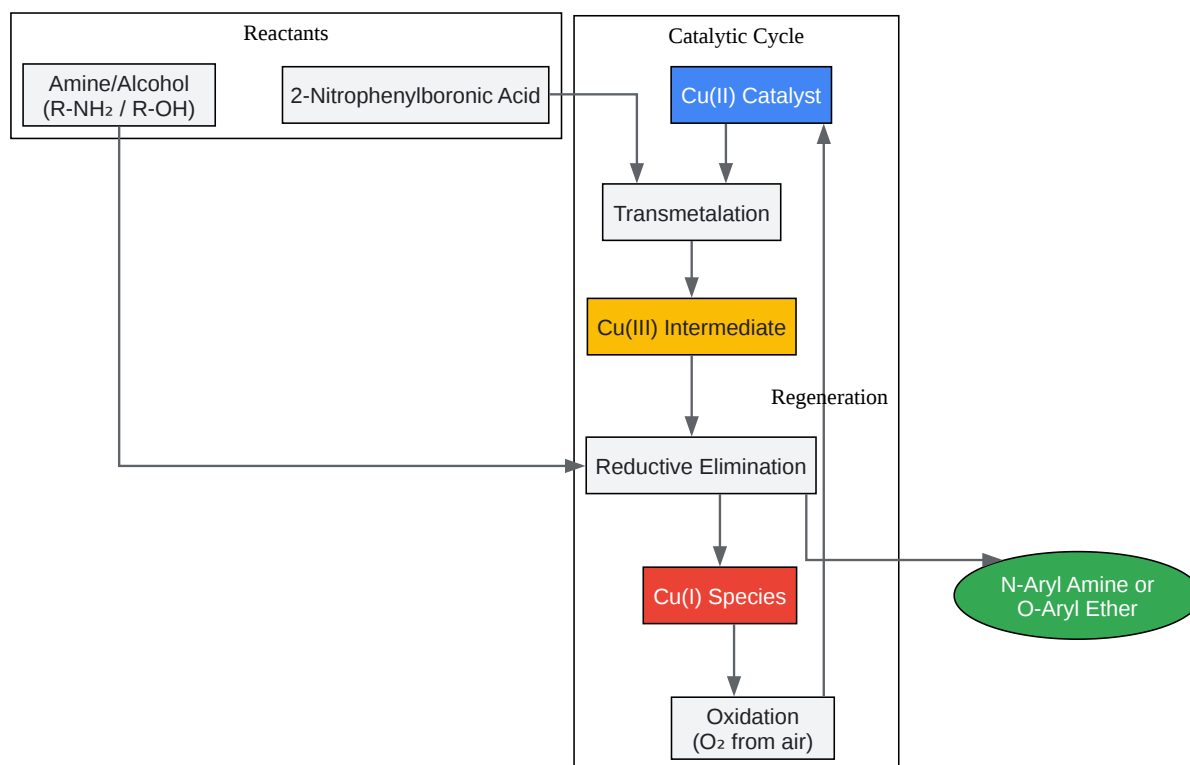 Reactants
Amine/Alcohol
(R-NH₂ / R-OH)
2-Nitrophenylboronic Acid
Catalytic Cycle
Cu(II) Catalyst
Transmetalation
Cu(III) Intermediate
Regeneration
Reductive Elimination
Cu(I) Species
N-Aryl Amine or
O-Aryl Ether
Oxidation
(O₂ from air)